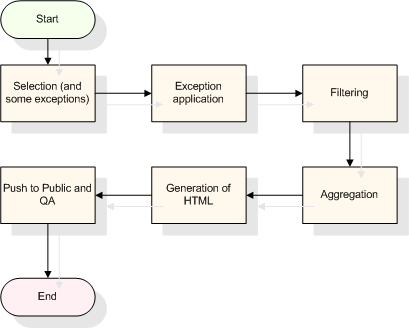 Start
Selection (and
some exceptions)
Exception
application
Filtering
Aggregation
Generation of
HTML
Push to Public and
QA
End